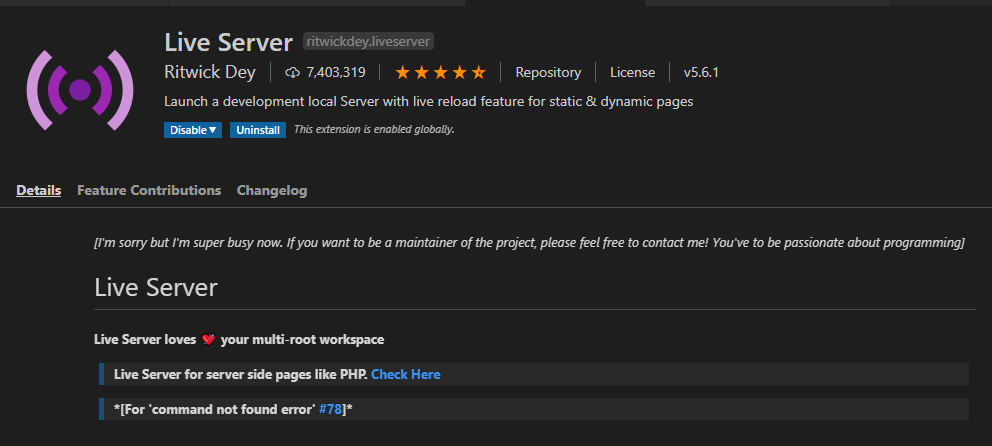 Live Server ritwickdey.liveserver
Ritwick Dey 7,403,319 Repository License v5.6.1
Launch a development local Server with live reload feature for static & dynamic pages
Disable Uninstall This extension is enabled globally.
Details Feature Contributions Changelog
[I'm sorry but I'm super busy now. If you want to be a maintainer of the project, please feel free to contact me! You've to be passionate about programming]
Live Server
Live Server loves ❤️ your multi-root workspace
Live Server for server side pages like PHP. Check Here
*[For 'command not found error' #78]*